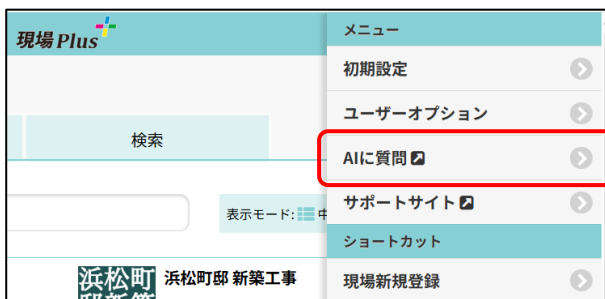 現場Plus
メニュー
初期設定
ユーザーオプション
検索
AIに質問
サポートサイト
表示モード:
ショートカット
浜松町
浜松町邸 新築工事
現場新規登録